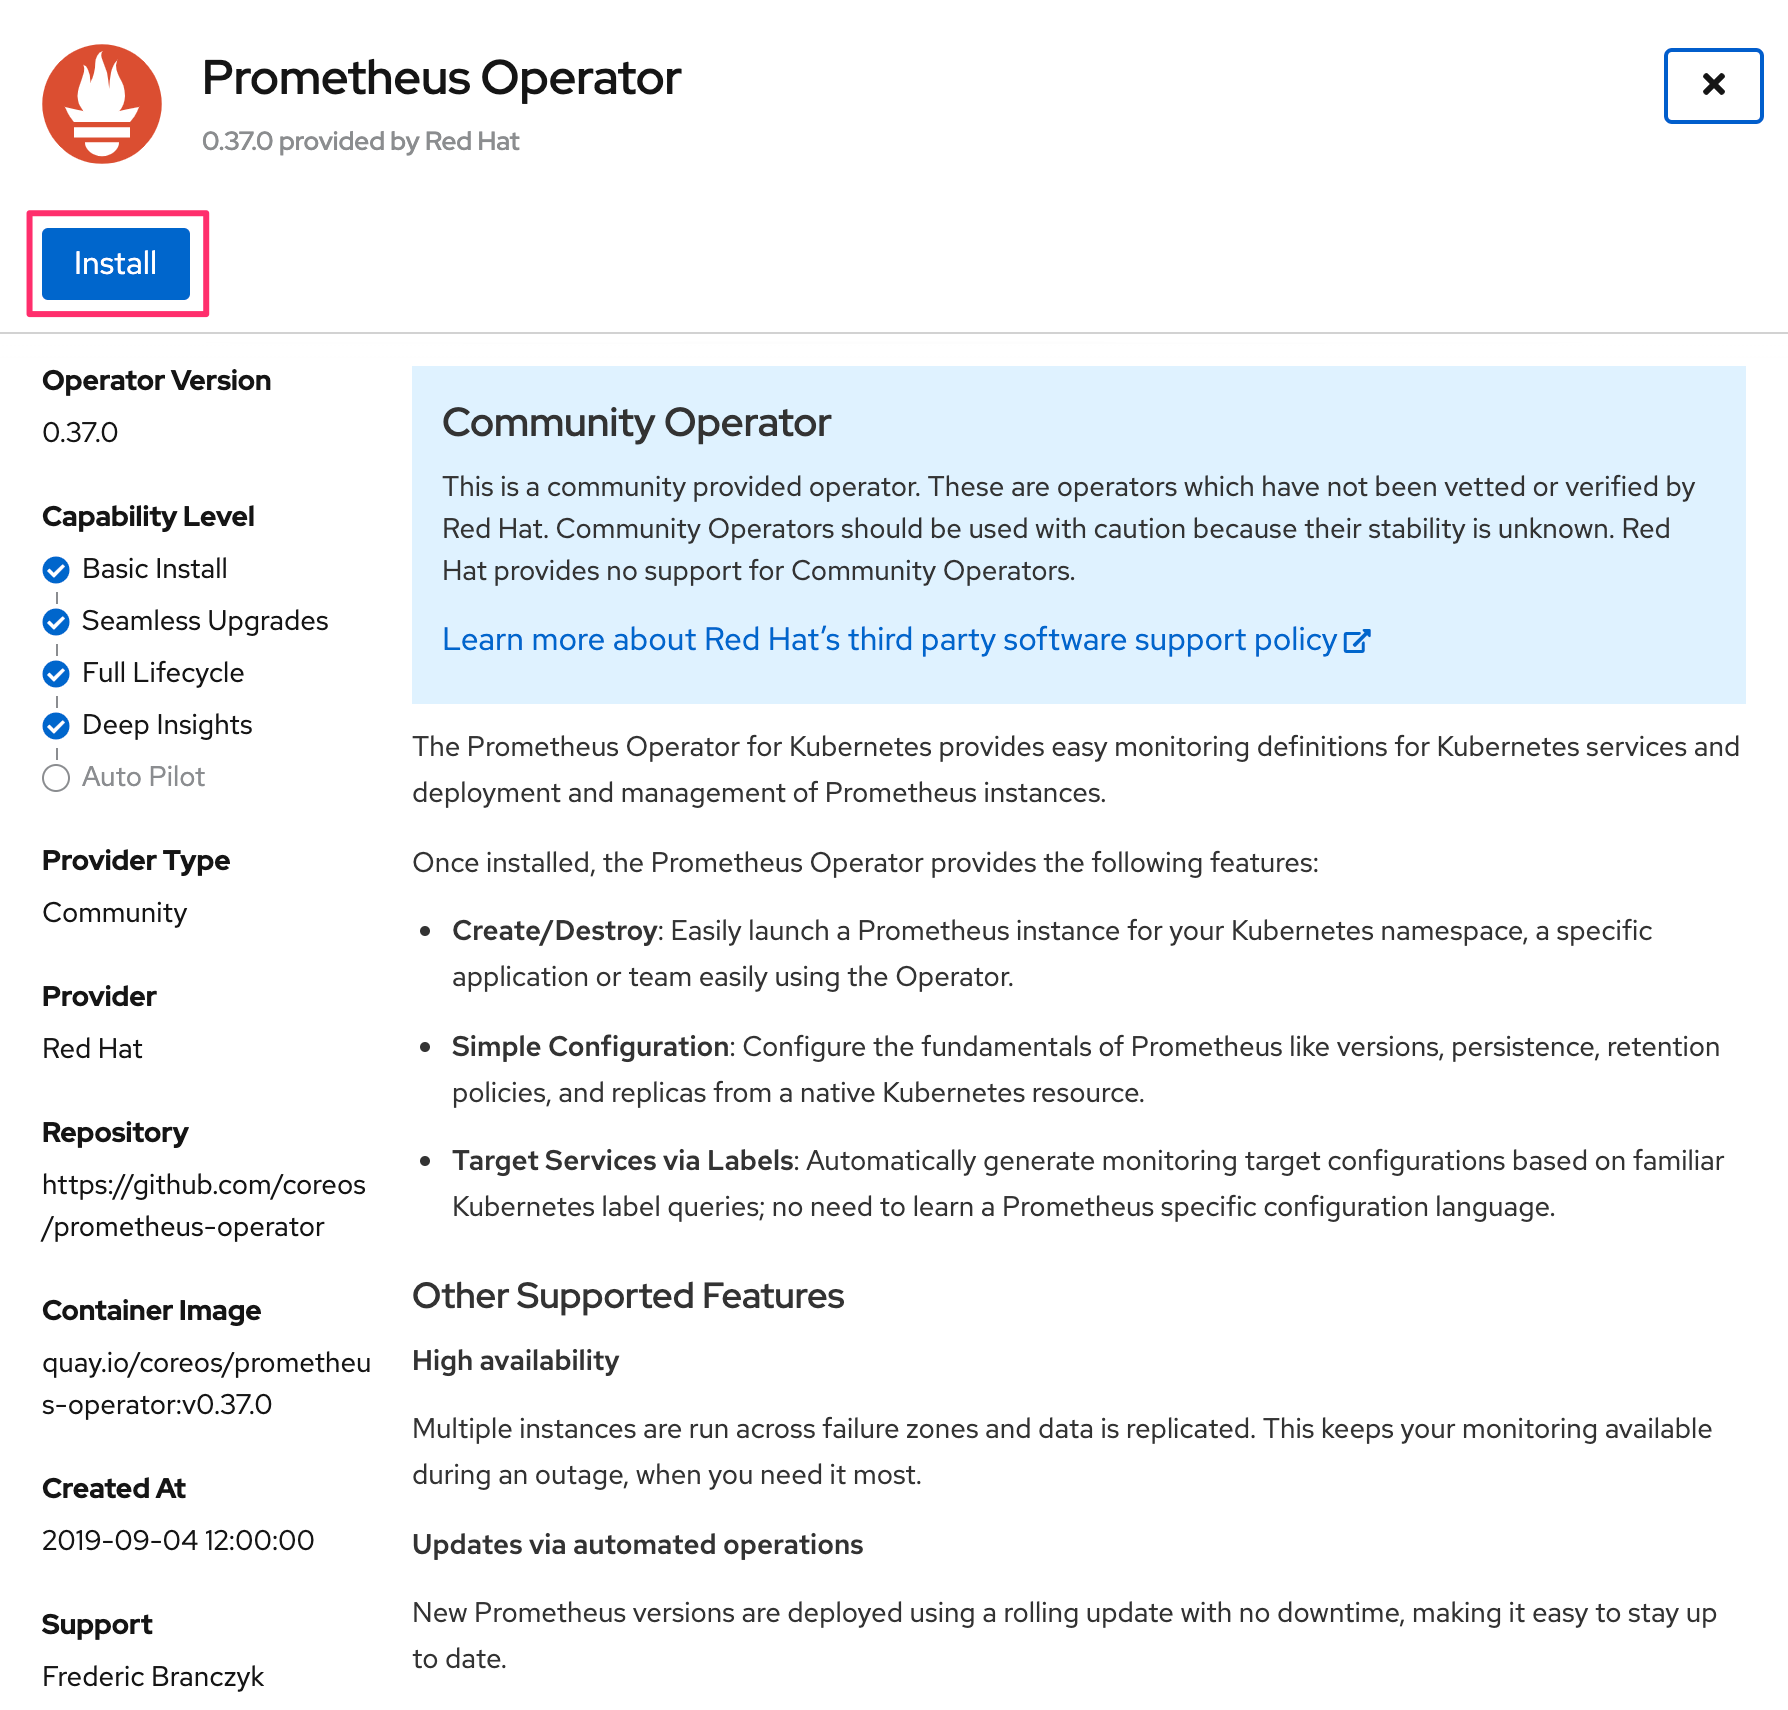 Prometheus Operator
0.37.0 provided by Red Hat
Install
Operator Version
0.37.0
Capability Level
Basic Install
Seamless Upgrades
Full Lifecycle
Deep Insights
Auto Pilot
Provider Type
Community
Provider
Red Hat
Repository
https://github.com/coreos
/prometheus-operator
Container Image
quay.io/coreos/prometheu
s-operator:v0.37.0
Created At
2019-09-04 12:00:00
Support
Frederic Branczyk
Community Operator
This is a community provided operator. These are operators which have not been vetted or verified by
Red Hat. Community Operators should be used with caution because their stability is unknown. Red
Hat provides no support for Community Operators.
Learn more about Red Hat’s third party software support policy
The Prometheus Operator for Kubernetes provides easy monitoring definitions for Kubernetes services and
deployment and management of Prometheus instances.
Once installed, the Prometheus Operator provides the following features:
• Create/Destroy: Easily launch a Prometheus instance for your Kubernetes namespace, a specific
application or team easily using the Operator.
• Simple Configuration: Configure the fundamentals of Prometheus like versions, persistence, retention
policies, and replicas from a native Kubernetes resource.
• Target Services via Labels: Automatically generate monitoring target configurations based on familiar
Kubernetes label queries; no need to learn a Prometheus specific configuration language.
Other Supported Features
High availability
Multiple instances are run across failure zones and data is replicated. This keeps your monitoring available
during an outage, when you need it most.
Updates via automated operations
New Prometheus versions are deployed using a rolling update with no downtime, making it easy to stay up
to date.